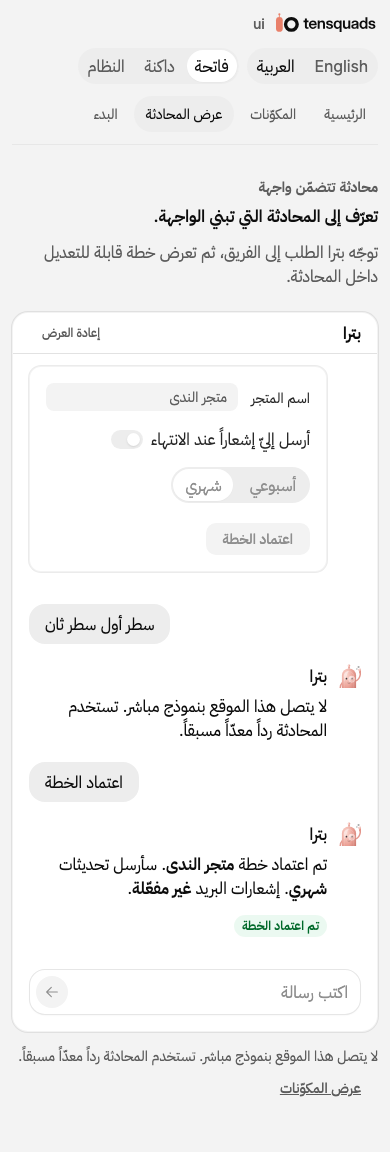 tensquads ui
English العربية فاتحة داكنة النظام
الرئيسية المكوّنات عرض المحادثة البدء
محادثة تتضمّن واجهة
تعرّف إلى المحادثة التي تبني الواجهة.
توجّه بترا الطلب إلى الفريق، ثم تعرض خطة قابلة للتعديل
داخل المحادثة.
بترا إعادة العرض
اسم المتجر متجر الندى
أرسل إليّ إشعاراً عند الانتهاء
أسبوعي شهري
اعتماد الخطة
سطر أول سطر ثان
بترا
لا يتصل هذا الموقع بنموذج مباشر. تستخدم
المحادثة رداً معدّاً مسبقاً.
اعتماد الخطة
بترا
تم اعتماد خطة متجر الندى. سأرسل تحديثات
شهري. إشعارات البريد غير مفعّلة.
تم اعتماد الخطة
اكتب رسالة
لا يتصل هذا الموقع بنموذج مباشر. تستخدم المحادثة رداً معدّاً مسبقاً.
عرض المكوّنات